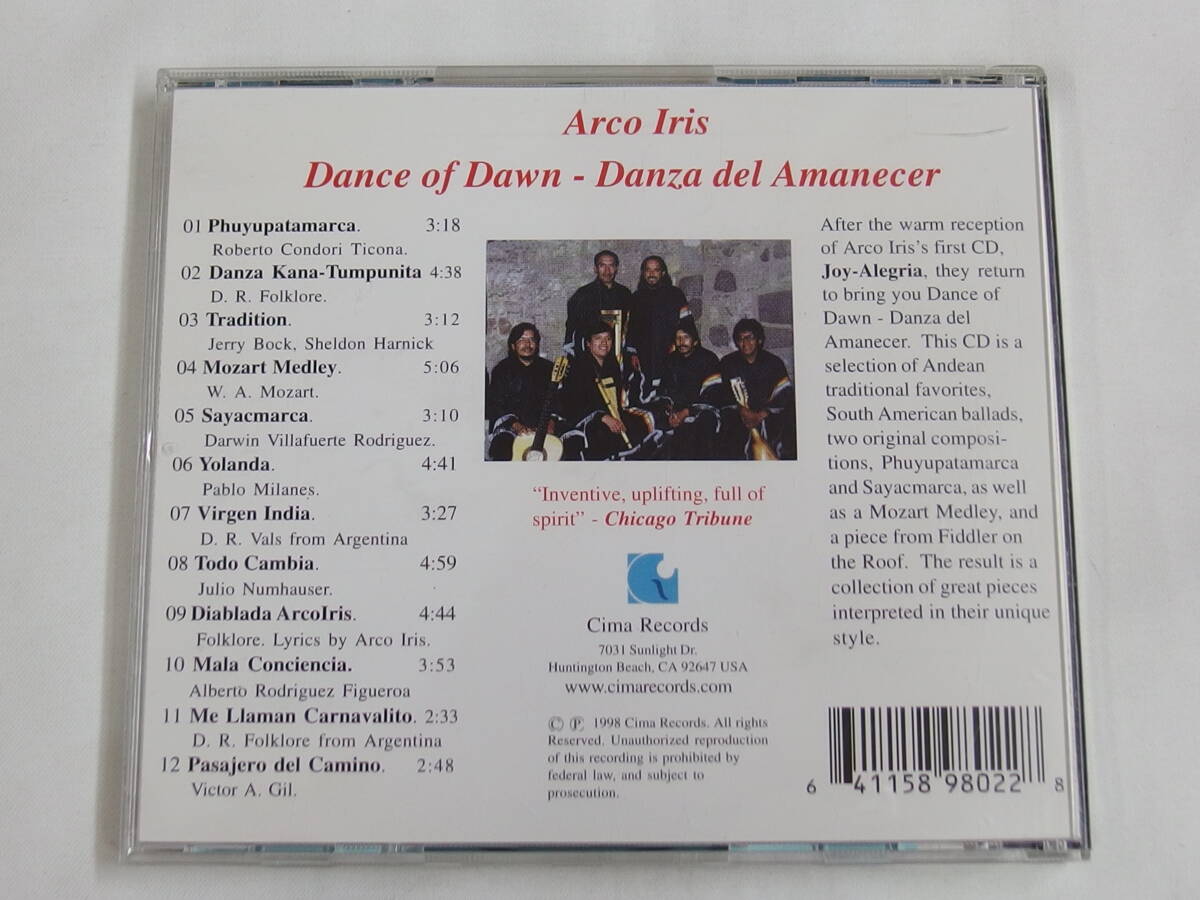 Arco Iris
Dance of Dawn - Danza del Amanecer
01 Phuyupatamarca. 3:18
Roberto Condori Ticona.
02 Danza Kana-Tumpunita 4:38
D. R. Folklore.
03 Tradition. 3:12
Jerry Bock, Sheldon Harnick
04 Mozart Medley. 5:06
W. A. Mozart.
05 Sayacmarca. 3:10
Darwin Villafuerte Rodriguez.
06 Yolanda. 4:41
Pablo Milanes.
07 Virgen India. 3:27
D. R. Vals from Argentina
08 Todo Cambia. 4:59
Julio Numhauser.
09 Diablada ArcoIris. 4:44
Folklore. Lyrics by Arco Iris.
10 Mala Conciencia. 3:53
Alberto Rodriguez Figueroa
11 Me Llaman Carnavalito. 2:33
D. R. Folklore from Argentina
12 Pasajero del Camino. 2:48
Victor A. Gil.
"Inventive, uplifting, full of
spirit" - Chicago Tribune
Cima Records
7031 Sunlight Dr.
Huntington Beach, CA 92647 USA
www.cimarecords.com
© ℗ 1998 Cima Records. All rights
Reserved. Unauthorized reproduction
of this recording is prohibited by
federal law, and subject to
prosecution.
After the warm reception
of Arco Iris's first CD,
Joy-Alegria, they return
to bring you Dance of
Dawn - Danza del
Amanecer. This CD is a
selection of Andean
traditional favorites,
South American ballads,
two original composi-
tions, Phuyupatamarca
and Sayacmarca, as well
as a Mozart Medley, and
a piece from Fiddler on
the Roof. The result is a
collection of great pieces
interpreted in their unique
style.
6 41158 98022 8